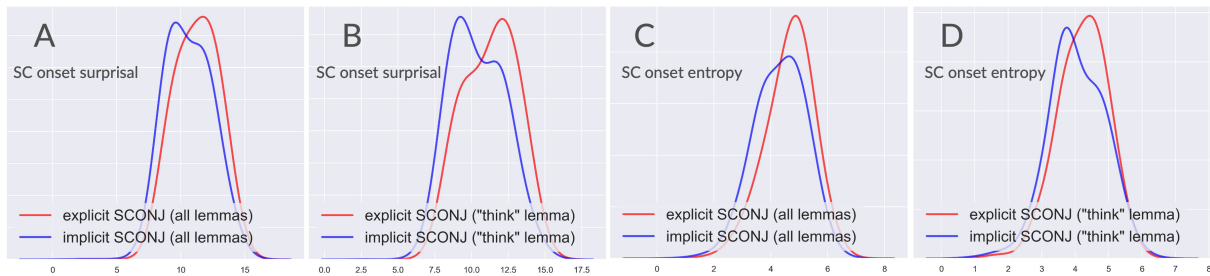 A
SC onset surprisal
explicit SCONJ (all lemmas)
implicit SCONJ (all lemmas)
0 5 10 15
B
SC onset surprisal
explicit SCONJ ("think" lemma)
implicit SCONJ ("think" lemma)
0.0 2.5 5.0 7.5 10.0 12.5 15.0 17.5
C
SC onset entropy
explicit SCONJ (all lemmas)
implicit SCONJ (all lemmas)
0 2 4 6 8
D
SC onset entropy
explicit SCONJ ("think" lemma)
implicit SCONJ ("think" lemma)
0 1 2 3 4 5 6 7 8